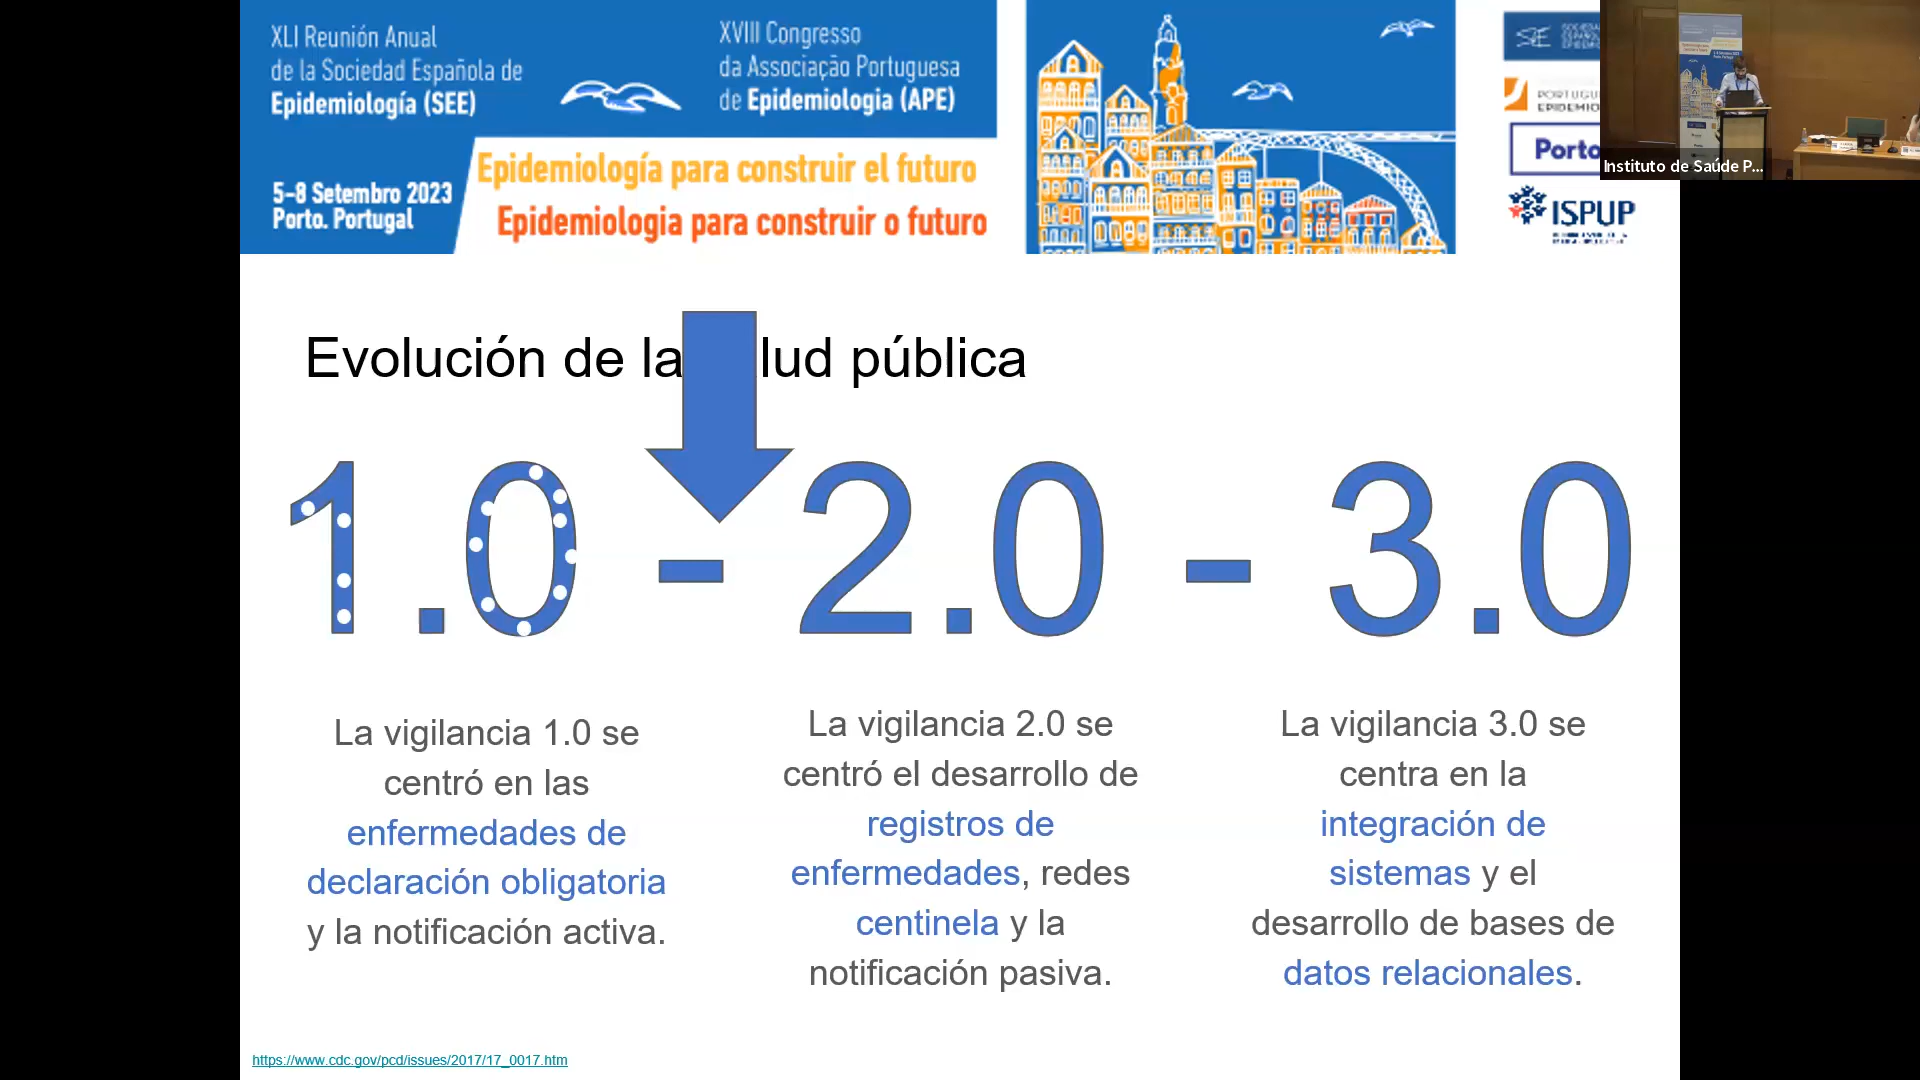 XLI Reunión Anual
de la Sociedad Española de
Epidemiología (SEE)
XVIII Congresso
da Associação Portuguesa
de Epidemiologia (APE)
5-8 Setembro 2023
Porto. Portugal
Epidemiología para construir el futuro
Epidemiologia para construir o futuro
SEE
PORTUGU
EPIDEMIO
Porto
ISPUP
Instituto de Saúde P...
Evolución de la lud pública
1.0 - 2.0 - 3.0
La vigilancia 1.0 se
centró en las
enfermedades de
declaración obligatoria
y la notificación activa.
La vigilancia 2.0 se
centró el desarrollo de
registros de
enfermedades, redes
centinela y la
notificación pasiva.
La vigilancia 3.0 se
centra en la
integración de
sistemas y el
desarrollo de bases de
datos relacionales.
https://www.cdc.gov/pcd/issues/2017/17_0017.htm